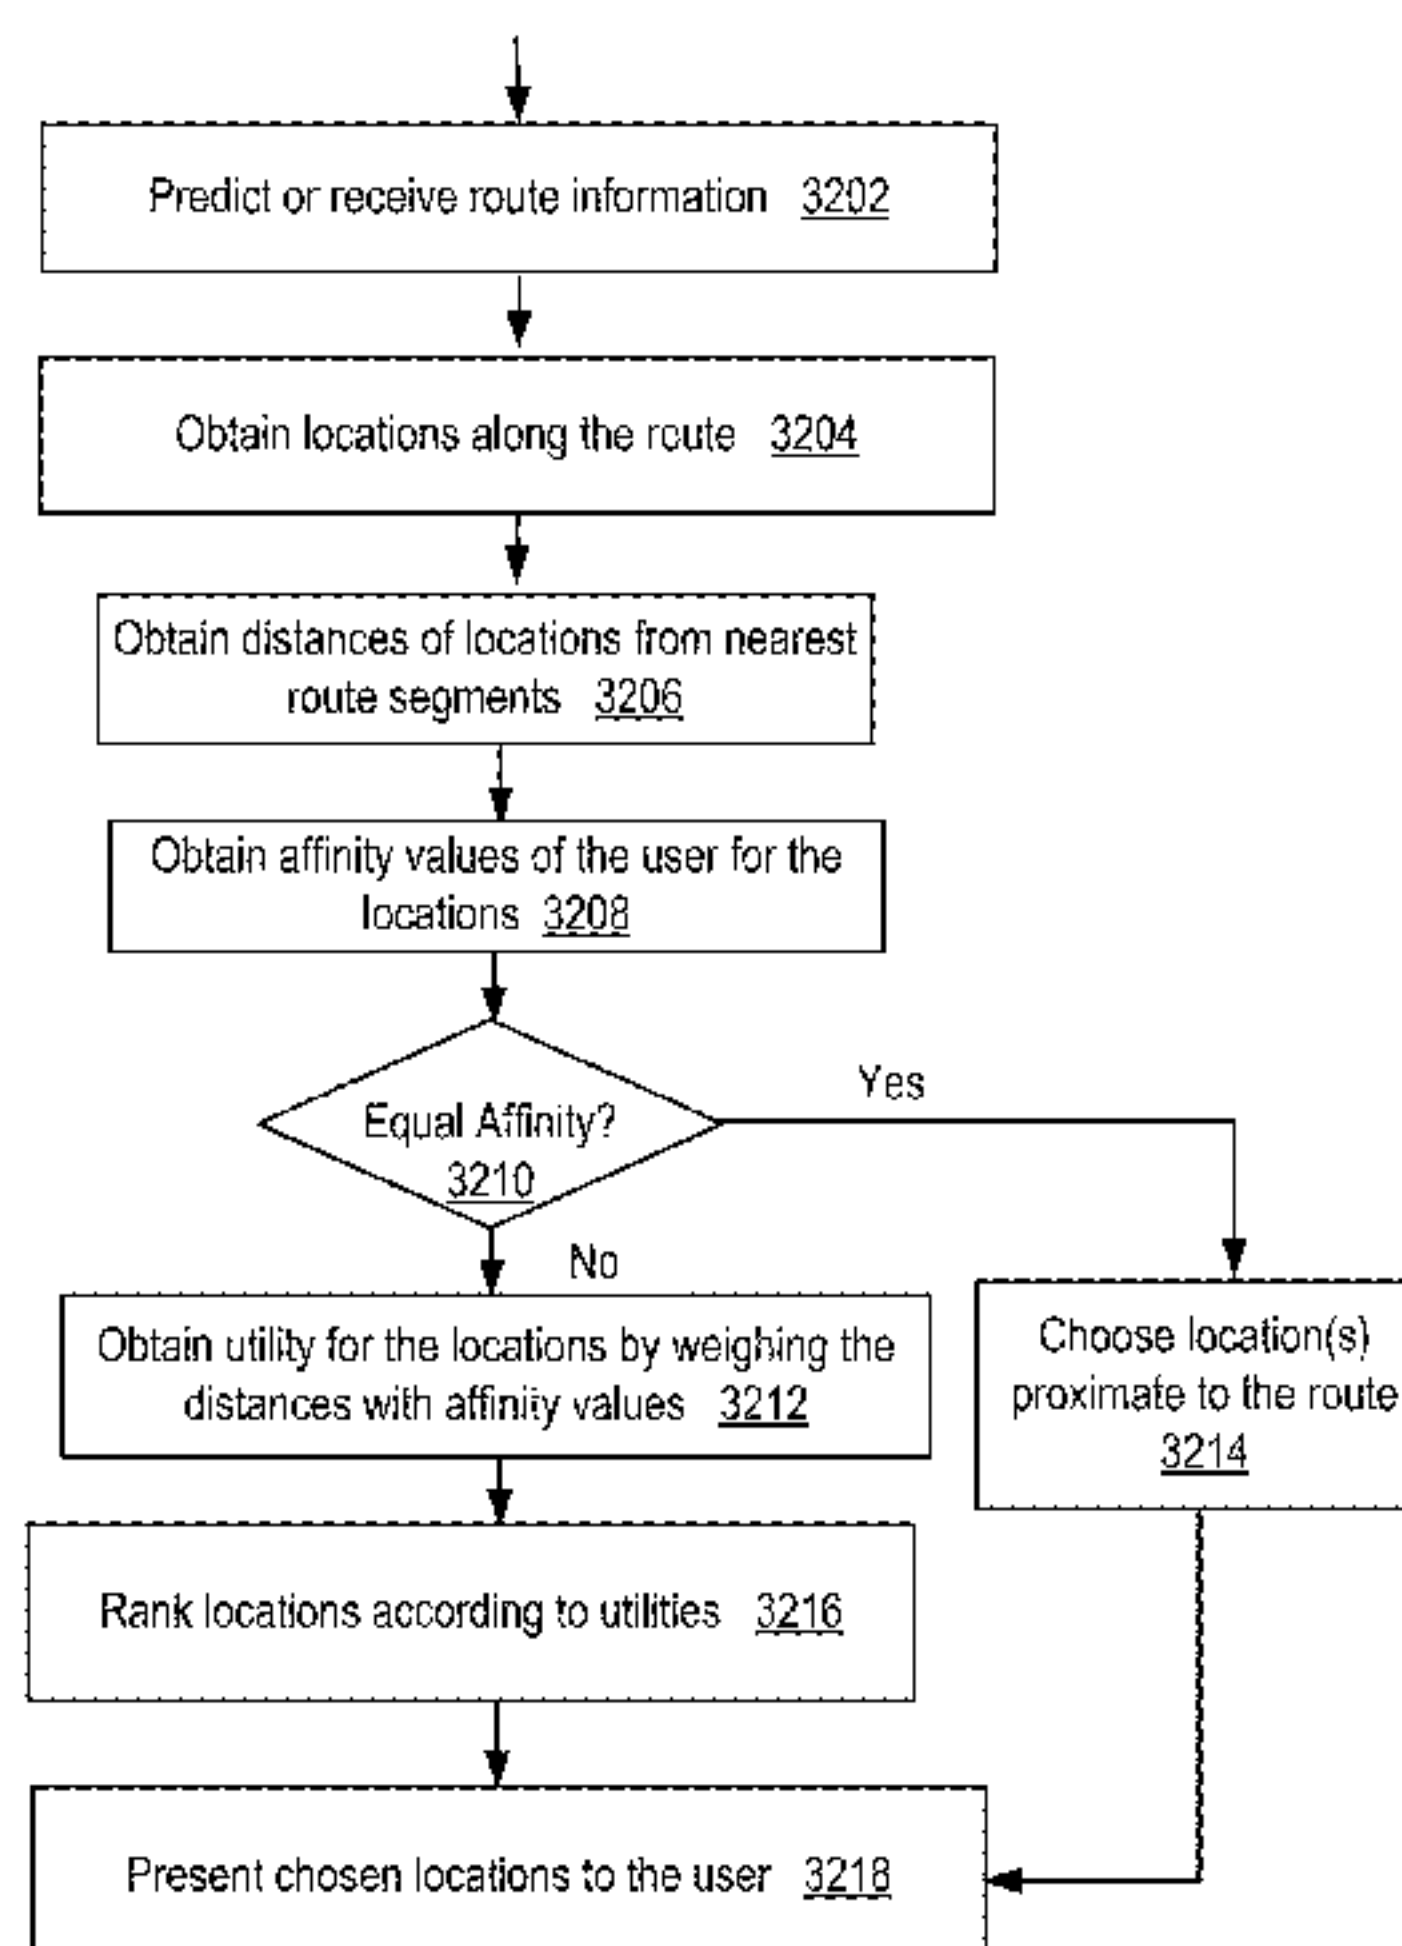 Predict or receive route information 3202
Obtain locations along the route 3204
Obtain distances of locations from nearest
route segments 3206
Obtain affinity values of the user for the
locations 3208
Equal Affinity?
3210
Yes
No
Obtain utility for the locations by weighing the
distances with affinity values 3212
Choose location(s)
proximate to the route
3214
Rank locations according to utilities 3216
Present chosen locations to the user 3218